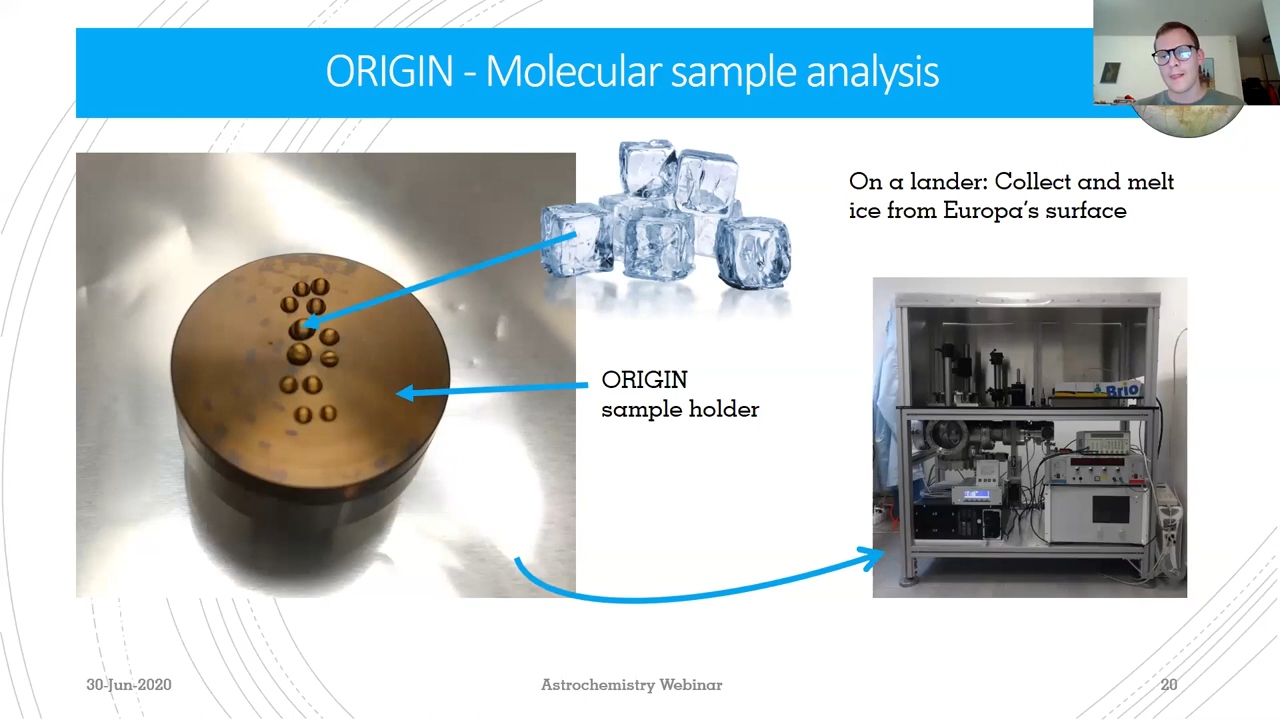 ORIGIN - Molecular sample analysis
On a lander: Collect and melt
ice from Europa's surface
ORIGIN
sample holder
Brio
30-Jun-2020
Astrochemistry Webinar
20